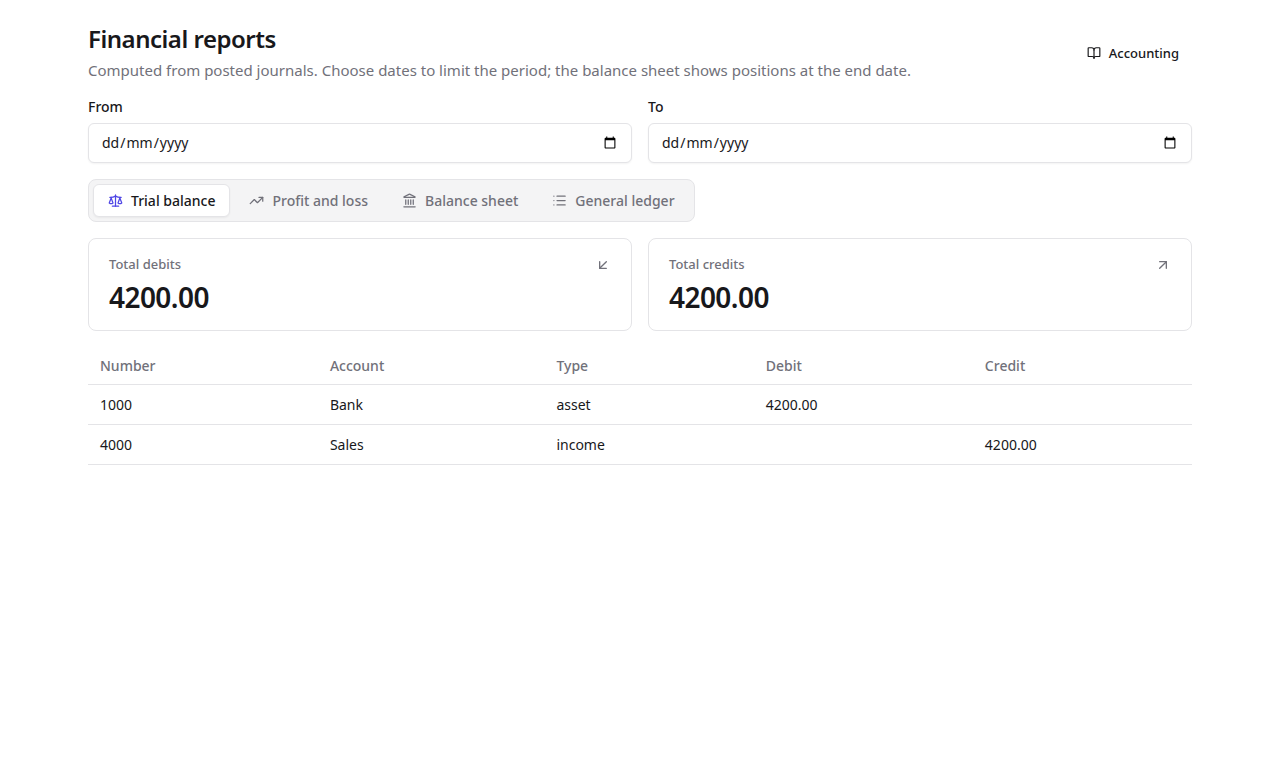 Financial reports
Accounting
Computed from posted journals. Choose dates to limit the period; the balance sheet shows positions at the end date.
From To
dd/mm/yyyy dd/mm/yyyy
Trial balance Profit and loss Balance sheet General ledger
Total debits Total credits
4200.00 4200.00
Number Account Type Debit Credit
1000 Bank asset 4200.00
4000 Sales income 4200.00